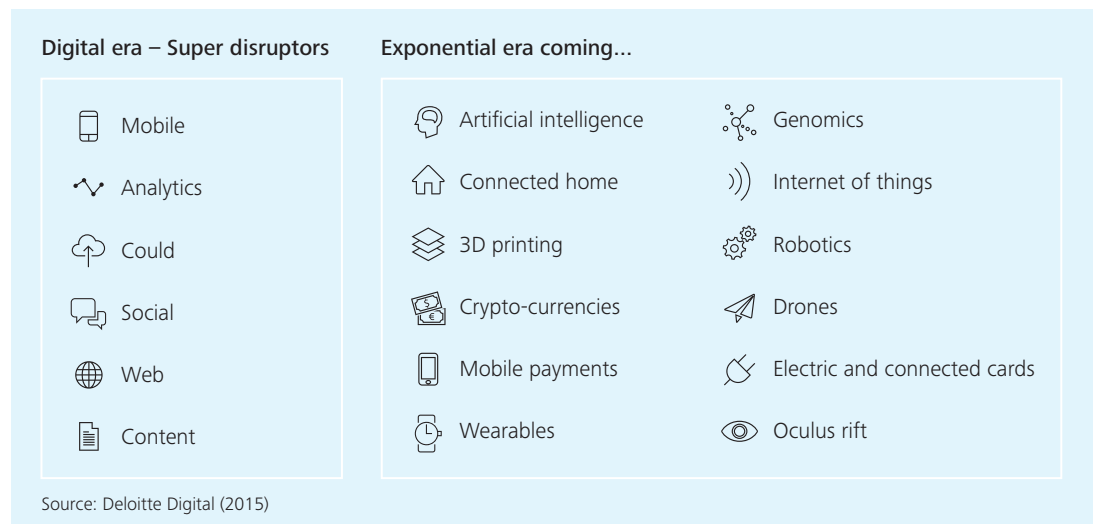 Digital era – Super disruptors
Mobile
Analytics
Could
Social
Web
Content
Exponential era coming...
Artificial intelligence
Connected home
3D printing
Crypto-currencies
Mobile payments
Wearables
Genomics
Internet of things
Robotics
Drones
Electric and connected cards
Oculus rift
Source: Deloitte Digital (2015)